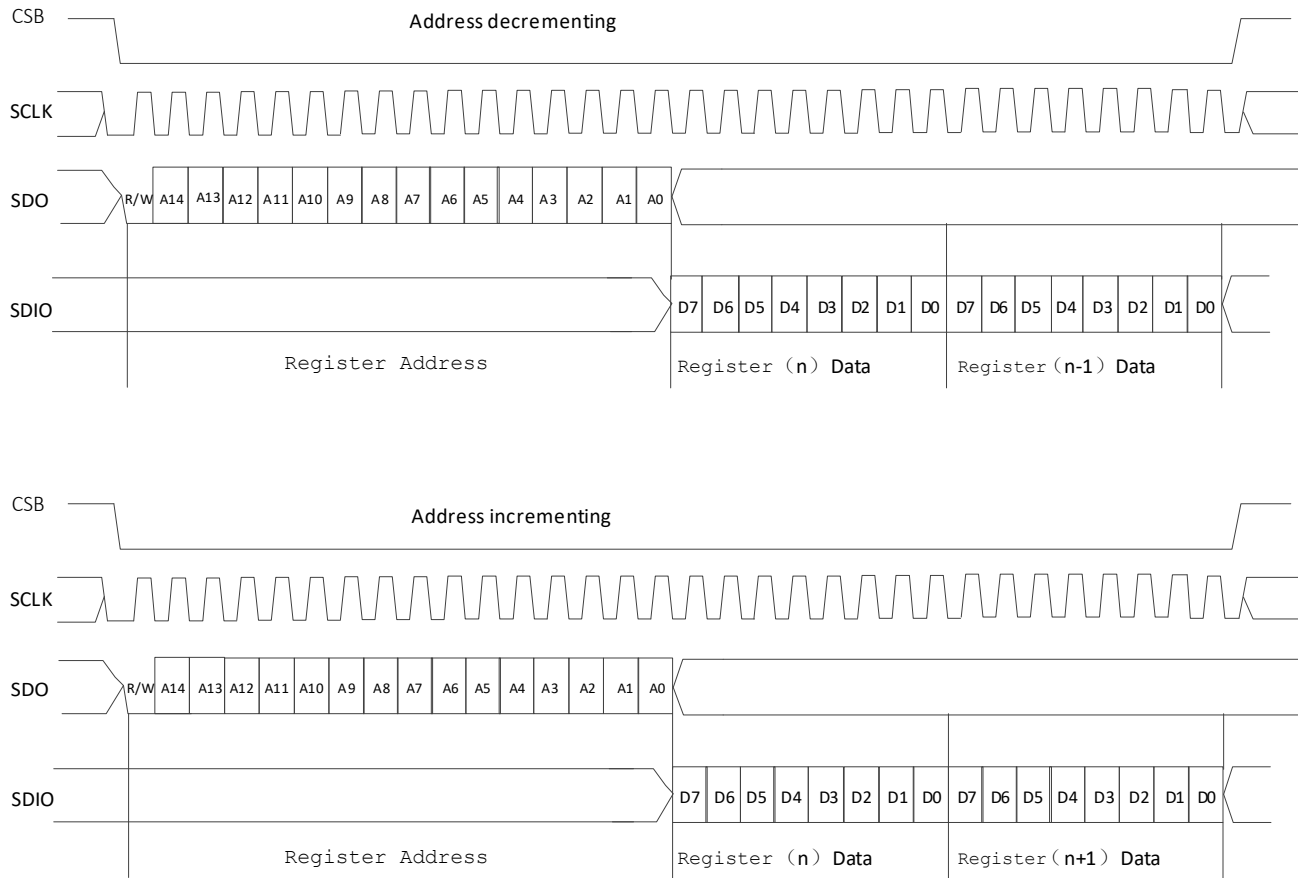 CSB
Address decrementing
SCLK
SDO R/W A14 A13 A12 A11 A10 A9 A8 A7 A6 A5 A4 A3 A2 A1 A0
SDIO D7 D6 D5 D4 D3 D2 D1 D0 D7 D6 D5 D4 D3 D2 D1 D0
Register Address Register（n）Data Register（n-1）Data
CSB
Address incrementing
SCLK
SDO R/W A14 A13 A12 A11 A10 A9 A8 A7 A6 A5 A4 A3 A2 A1 A0
SDIO D7 D6 D5 D4 D3 D2 D1 D0 D7 D6 D5 D4 D3 D2 D1 D0
Register Address Register（n）Data Register（n+1）Data